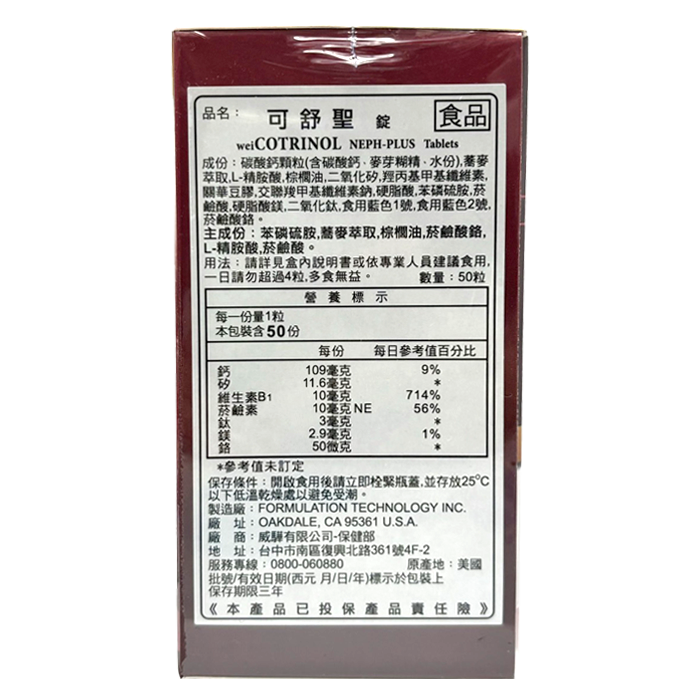 品名： 可舒聖 錠 食品
weiCOTRINOL NEPH-PLUS Tablets
成份：碳酸鈣顆粒(含碳酸鈣、麥芽糊精、水份),蕎麥
萃取,L-精胺酸,棕櫚油,二氧化矽,羥丙基甲基纖維素,
關華豆膠,交聯羧甲基纖維素鈉,硬脂酸,苯磷硫胺,菸
鹼酸,硬脂酸鎂,二氧化鈦,食用藍色1號,食用藍色2號,
菸鹼酸鉻。
主成份：苯磷硫胺,蕎麥萃取,棕櫚油,菸鹼酸鉻,
L-精胺酸,菸鹼酸。
用法：請詳見盒內說明書或依專業人員建議食用,
一日請勿超過4粒,多食無益。 數量：50粒
營養標示
每一份量1粒
本包裝含50份
每份 每日參考值百分比
鈣 109毫克 9%
矽 11.6毫克 *
維生素B1 10毫克 714%
菸鹼素 10毫克 NE 56%
鈦 3毫克 *
鎂 2.9毫克 1%
鉻 50微克 *
*參考值未訂定
保存條件：開啟食用後請立即栓緊瓶蓋,並存放25°C
以下低溫乾燥處以避免受潮。
製造廠：FORMULATION TECHNOLOGY INC.
廠 址：OAKDALE, CA 95361 U.S.A.
廠 商：威驊有限公司-保健部
地 址：台中市南區復興北路361號4F-2
服務專線：0800-060880 原產地：美國
批號/有效日期(西元 月/日/年)標示於包裝上
保存期限三年
《本產品已投保產品責任險》